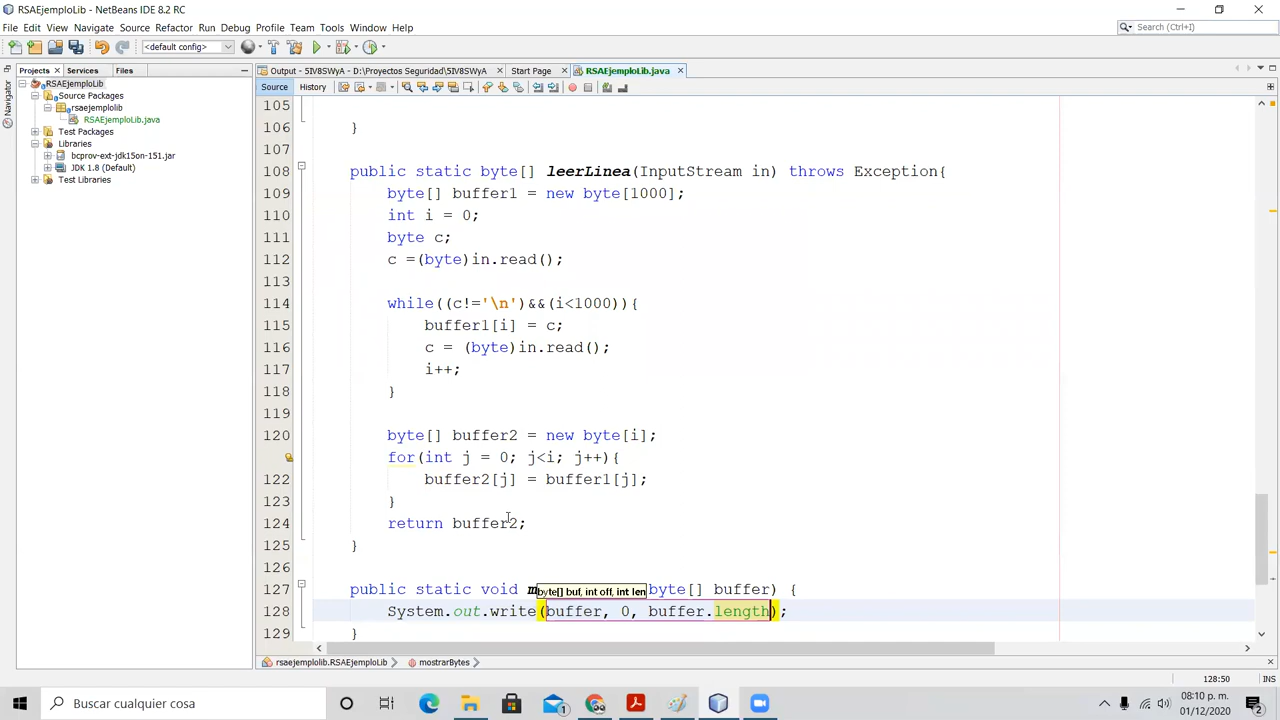 RSAEjemploLib - NetBeans IDE 8.2 RC
File Edit View Navigate Source Refactor Run Debug Profile Team Tools Window Help
Search (Ctrl+I)
<default config>
Projects Services Files
Output - 5IV8SWyA - D:\Proyectos Seguridad\5IV8SWyA Start Page RSAEjemploLib.java
Navigator
Source History
RSAEjemploLib
Source Packages
rsaejemplolib
RSAEjemploLib.java
Test Packages
Libraries
bcprov-ext-jdk15on-151.jar
JDK 1.8 (Default)
Test Libraries
105
106 }
107
108 public static byte[] leerLinea(InputStream in) throws Exception{
109 byte[] buffer1 = new byte[1000];
110 int i = 0;
111 byte c;
112 c =(byte)in.read();
113
114 while((c!='\n')&&(i<1000)){
115 buffer1[i] = c;
116 c = (byte)in.read();
117 i++;
118 }
119
120 byte[] buffer2 = new byte[i];
for(int j = 0; j<i; j++){
122 buffer2[j] = buffer1[j];
123 }
124 return buffer2;
125 }
126
127 public static void m byte[] buffer) {
byte[] buf, int off, int len
128 System.out.write(buffer, 0, buffer.length);
129 }
rsaejemplolib.RSAEjemploLib mostrarBytes
128:50 INS
Buscar cualquier cosa
1
08:10 p. m.
01/12/2020
2